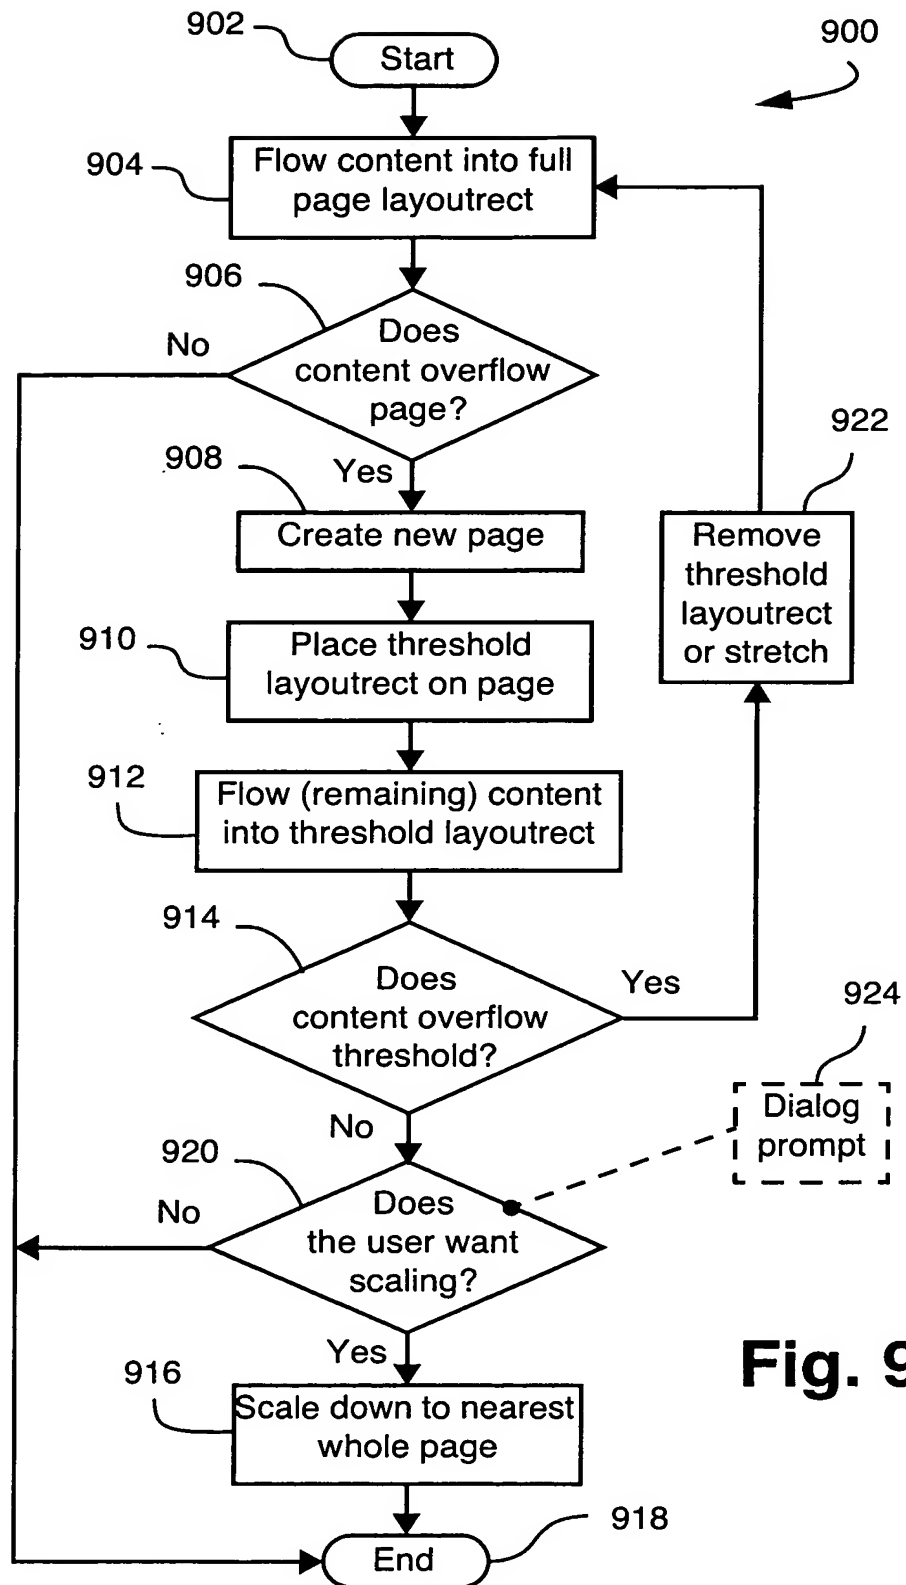 902
Start
900
904
Flow content into full
page layoutrect
906
No
Does
content overflow
page?
922
908
Yes
Create new page
Remove
threshold
layoutrect
or stretch
910
Place threshold
layoutrect on page
912
Flow (remaining) content
into threshold layoutrect
914
Does
content overflow
threshold?
Yes
924
Dialog
prompt
No
920
No
Does
the user want
scaling?
Yes
916
Scale down to nearest
whole page
Fig. 9
918
End